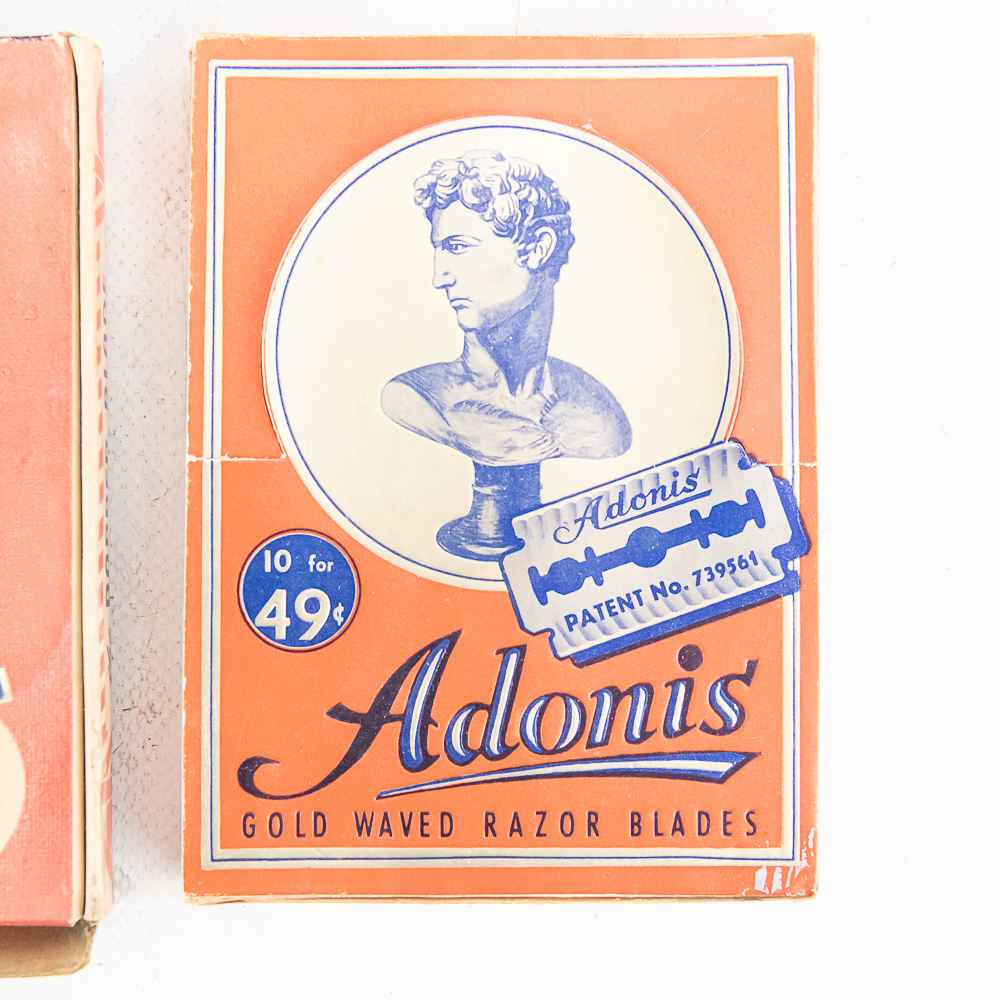 10 for
49¢
Adonis
PATENT No. 739561
Adonis
GOLD WAVED RAZOR BLADES